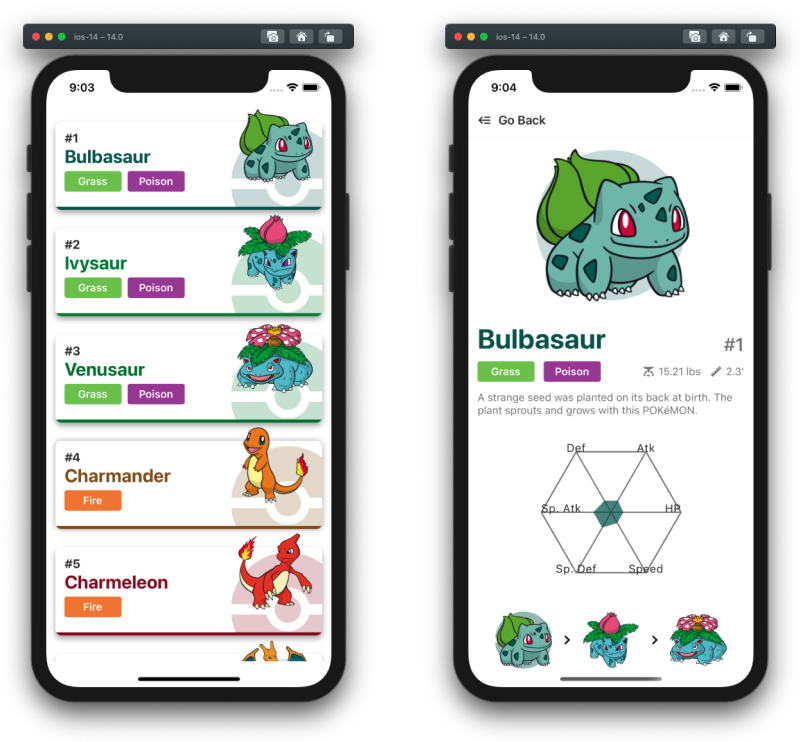 ios-14 – 14.0
9:03
#1
Bulbasaur
Grass Poison
#2
Ivysaur
Grass Poison
#3
Venusaur
Grass Poison
#4
Charmander
Fire
#5
Charmeleon
Fire
ios-14 – 14.0
9:04
Go Back
Bulbasaur
#1
Grass Poison 15.21 lbs 2.3'
A strange seed was planted on its back at birth. The
plant sprouts and grows with this POKéMON.
Def Atk
Sp. Atk HP
Sp. Def Speed